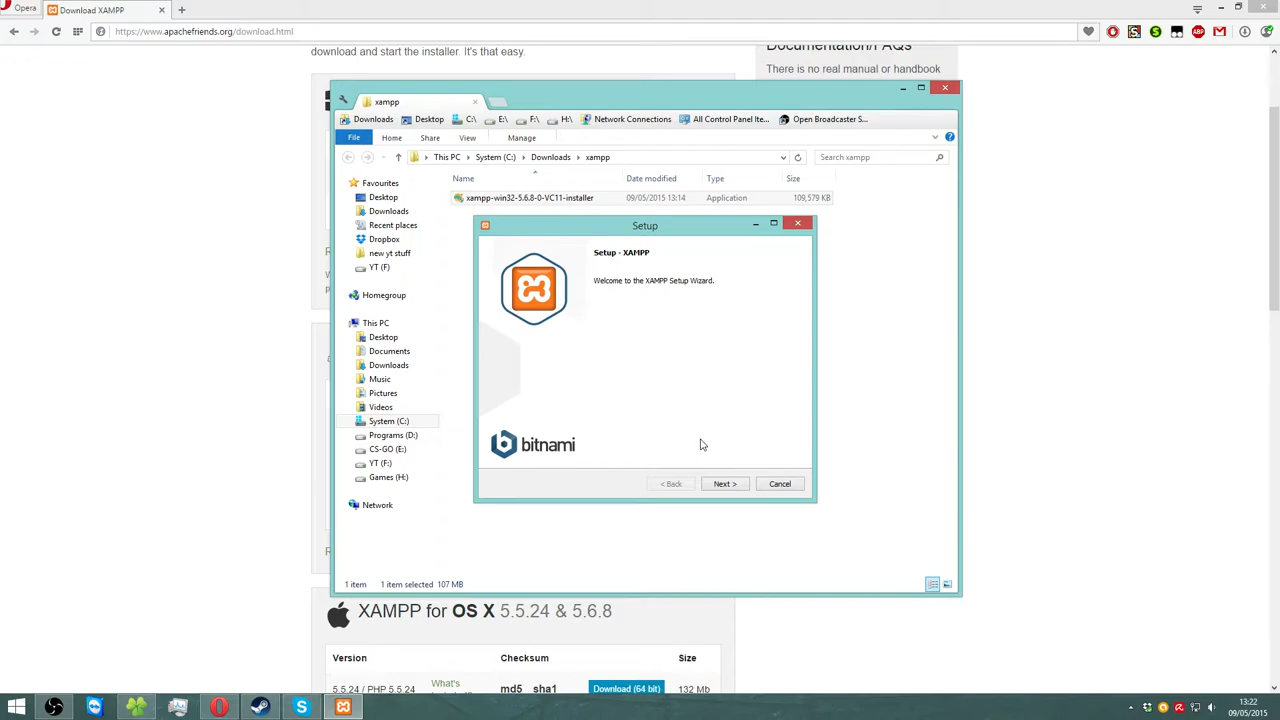 Opera
Download XAMPP
https://www.apachefriends.org/download.html
download and start the installer. It's that easy.
Documentation/FAQs
There is no real manual or handbook
xampp
Downloads
Desktop
C:\
E:\
F:\
H:\
Network Connections
All Control Panel Ite...
Open Broadcaster S...
File
Home
Share
View
Manage
This PC
System (C:)
Downloads
xampp
Search xampp
Name
Date modified
Type
Size
xampp-win32-5.6.8-0-VC11-installer
09/05/2015 13:14
Application
109,579 KB
Favourites
Desktop
Downloads
Recent places
Dropbox
new yt stuff
YT (F)
Homegroup
This PC
Desktop
Documents
Downloads
Music
Pictures
Videos
System (C:)
Programs (D:)
CS-GO (E:)
YT (F:)
Games (H:)
Network
Setup
Setup - XAMPP
Welcome to the XAMPP Setup Wizard.
bitnami
< Back
Next >
Cancel
1 item
1 item selected 107 MB
XAMPP for OS X 5.5.24 & 5.6.8
Version
Checksum
Size
5.5.24 / PHP 5.5.24
What's
md5 sha1
Download (64 bit)
132 Mb
13:22
09/05/2015